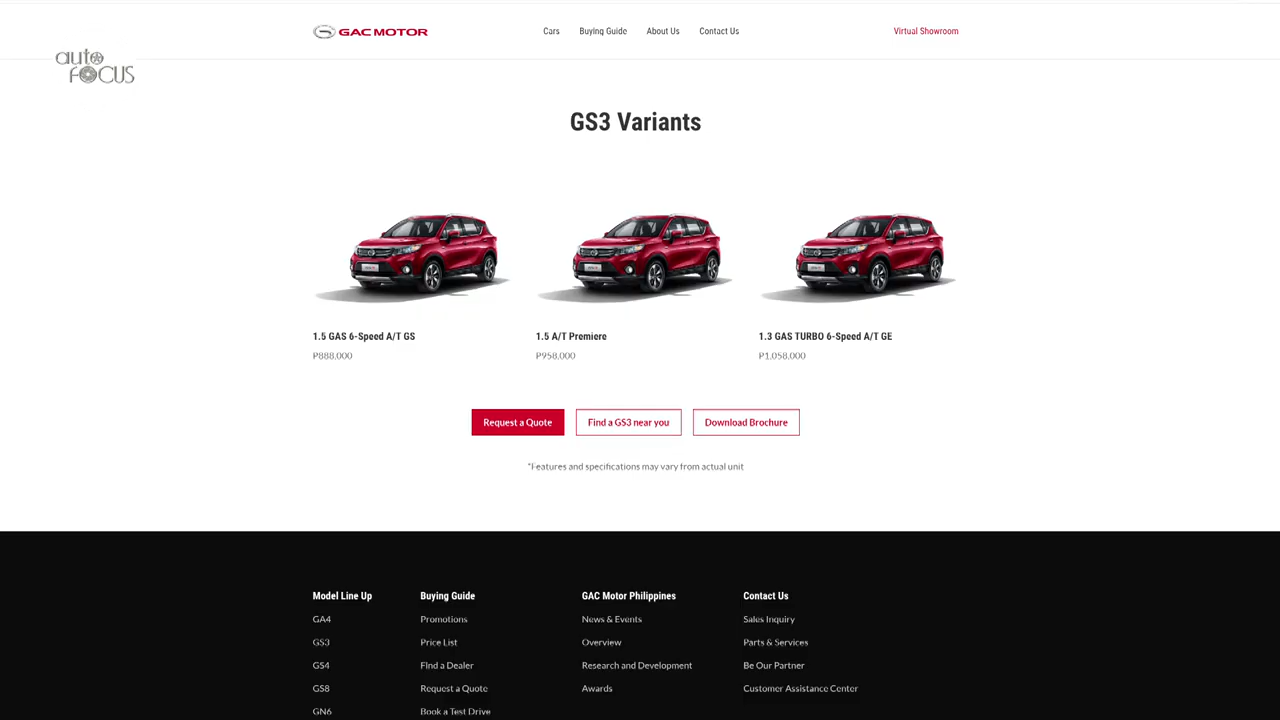 GAC MOTOR
Cars
Buying Guide
About Us
Contact Us
Virtual Showroom
auto
FOCUS
GS3 Variants
1.5 GAS 6-Speed A/T GS
₱888,000
1.5 A/T Premiere
₱958,000
1.3 GAS TURBO 6-Speed A/T GE
₱1,058,000
Request a Quote
Find a GS3 near you
Download Brochure
*Features and specifications may vary from actual unit
Model Line Up
GA4
GS3
GS4
GS8
GN6
Buying Guide
Promotions
Price List
Find a Dealer
Request a Quote
Book a Test Drive
GAC Motor Philippines
News & Events
Overview
Research and Development
Awards
Contact Us
Sales Inquiry
Parts & Services
Be Our Partner
Customer Assistance Center